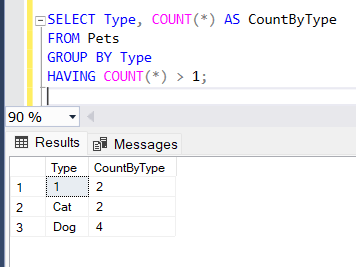 SELECT Type, COUNT(*) AS CountByType
FROM Pets
GROUP BY Type
HAVING COUNT(*) > 1;
90 %
Results Messages
Type CountByType
1 1 2
2 Cat 2
3 Dog 4